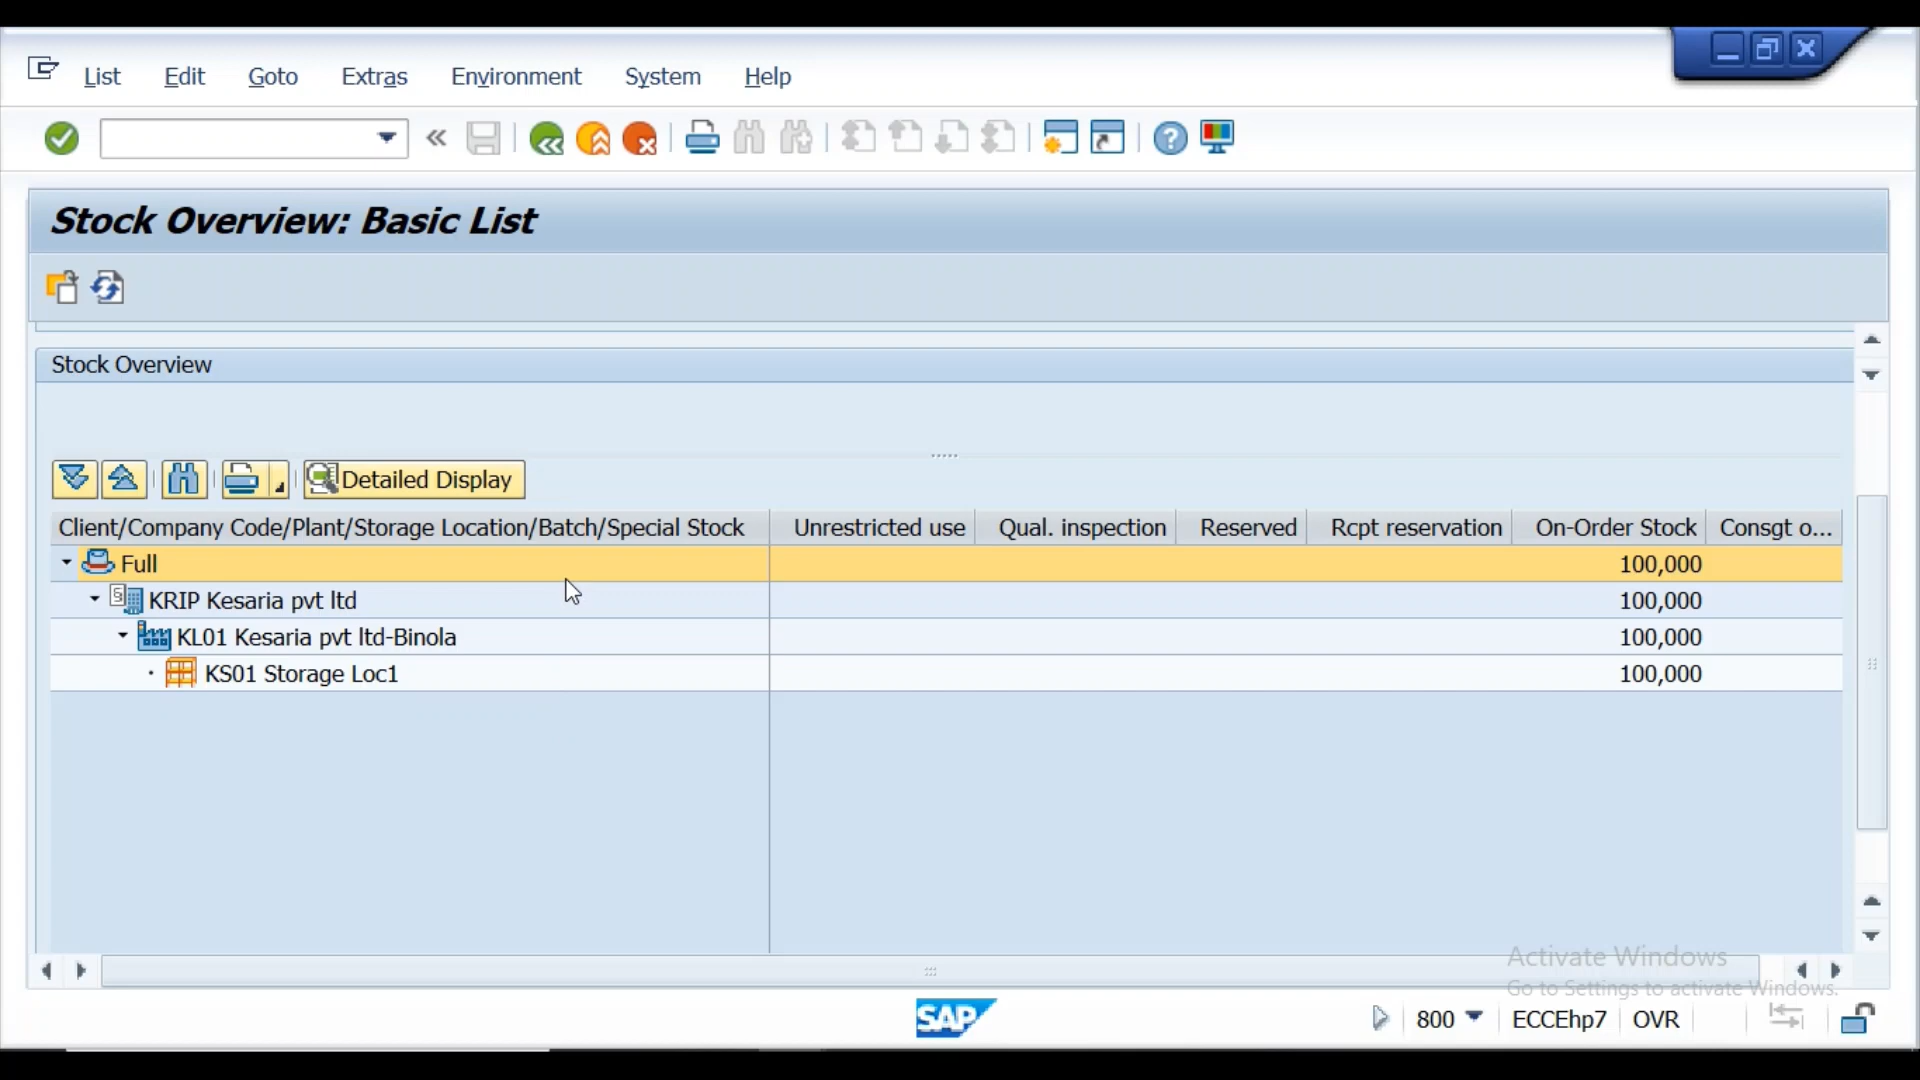 List Edit Goto Extras Environment System Help
Stock Overview: Basic List
Stock Overview
Detailed Display
Client/Company Code/Plant/Storage Location/Batch/Special Stock Unrestricted use Qual. inspection Reserved Rcpt reservation On-Order Stock Consgt o...
Full 100,000
KRIP Kesaria pvt ltd 100,000
KL01 Kesaria pvt ltd-Binola 100,000
KS01 Storage Loc1 100,000
Activate Windows
Go to Settings to activate Windows.
SAP 800 ECCEhp7 OVR